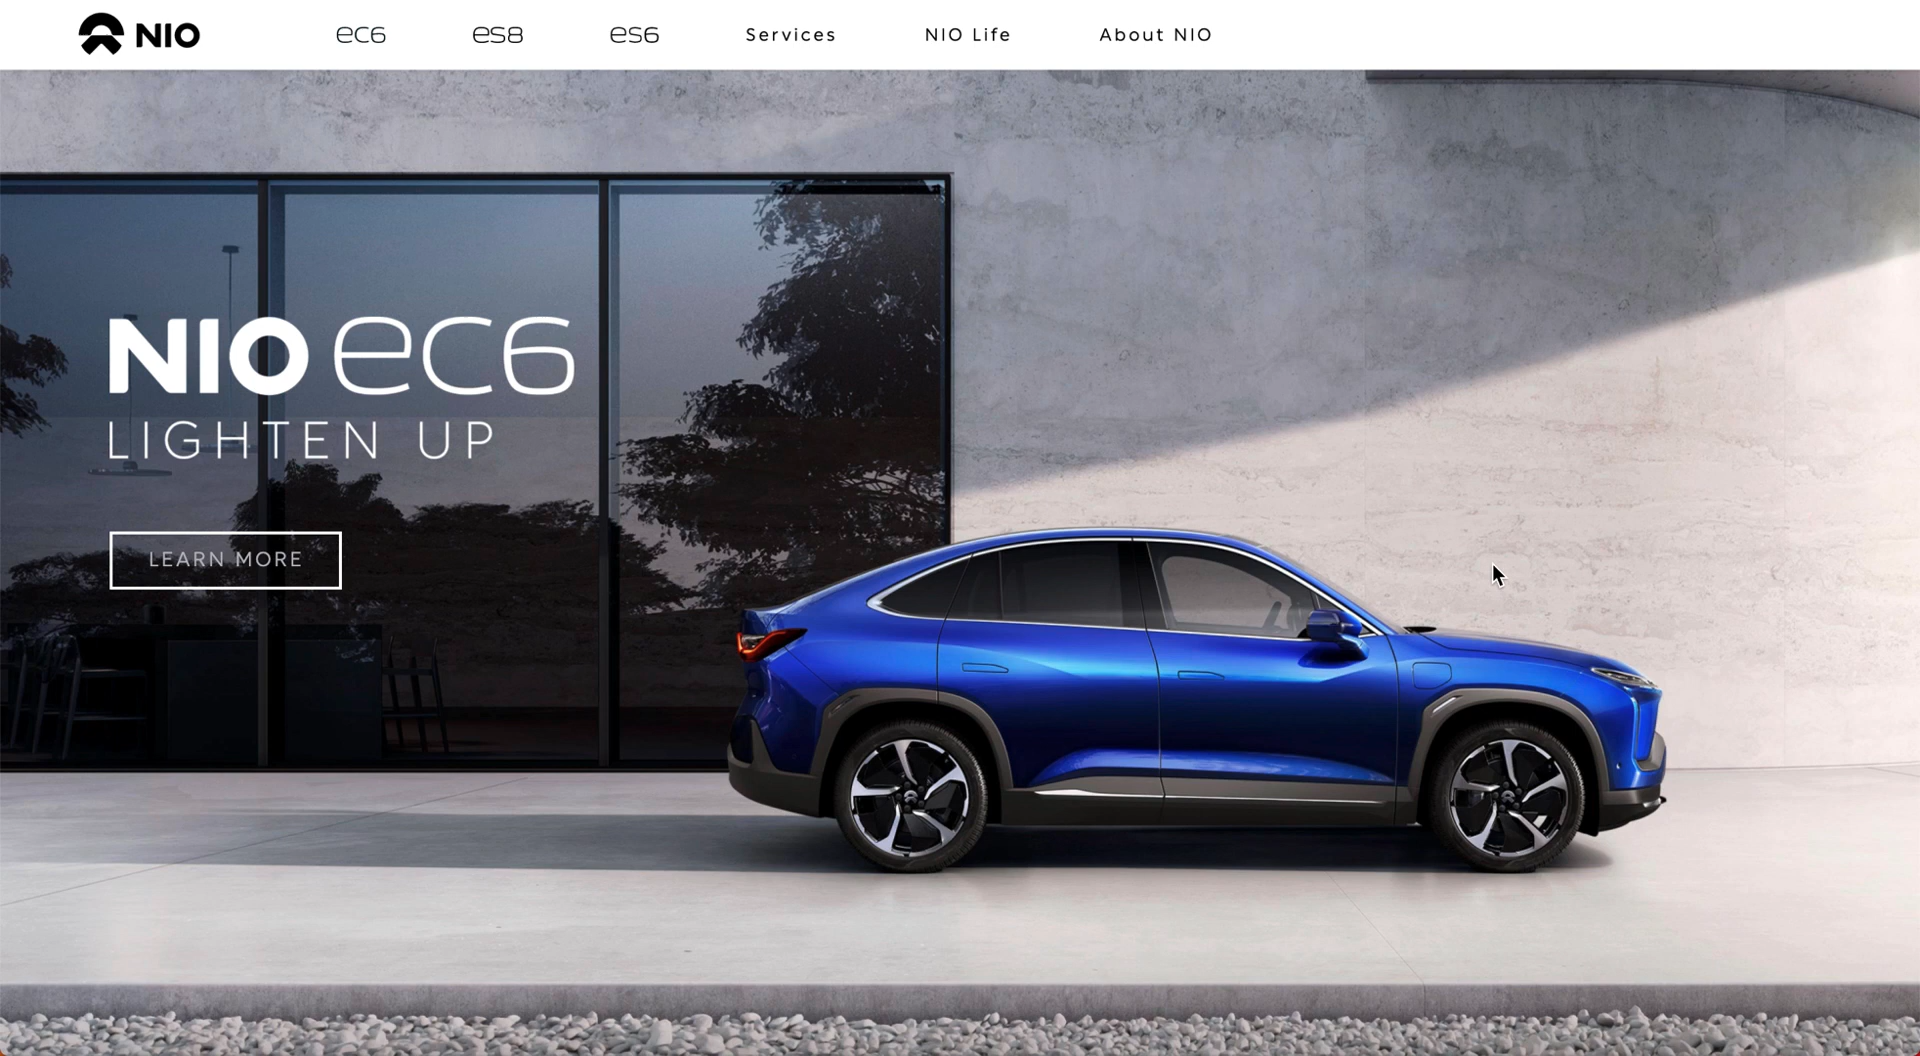 NIO
ec6
es8
es6
Services
NIO Life
About NIO
NIO ec6
LIGHTEN UP
LEARN MORE